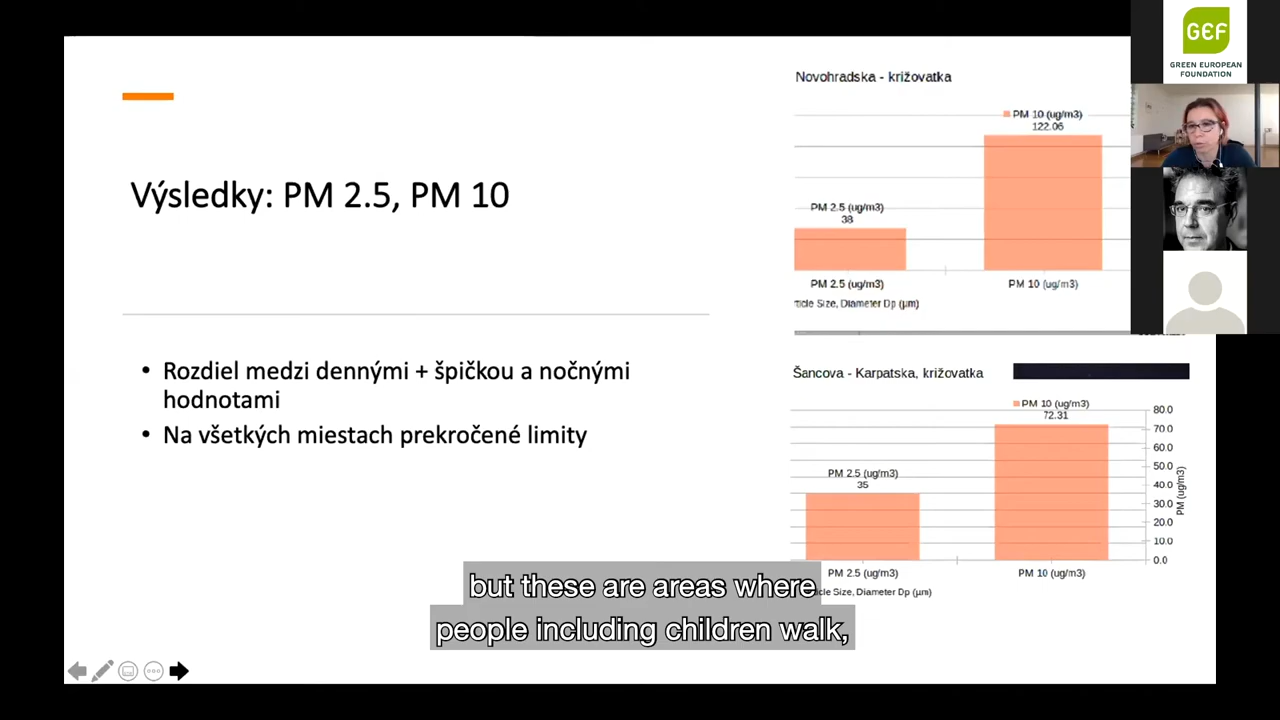 GEF
GREEN EUROPEAN
FOUNDATION
Výsledky: PM 2.5, PM 10
Rozdiel medzi dennými + špičkou a nočnými
hodnotami
Na všetkých miestach prekročené limity
Novohradska - križovatka
PM 10 (ug/m3)
122.06
PM 2.5 (ug/m3)
38
PM 2.5 (ug/m3)
PM 10 (ug/m3)
rticle Size, Diameter Dp (µm)
Šancova - Karpatska, križovatka
PM 10 (ug/m3)
72.31
PM 2.5 (ug/m3)
35
80.0
70.0
60.0
50.0
40.0
30.0
20.0
10.0
0.0
PM (ug/m3)
PM 2.5 (ug/m3)
PM 10 (ug/m3)
icle Size, Diameter Dp (µm)
but these are areas where
people including children walk,